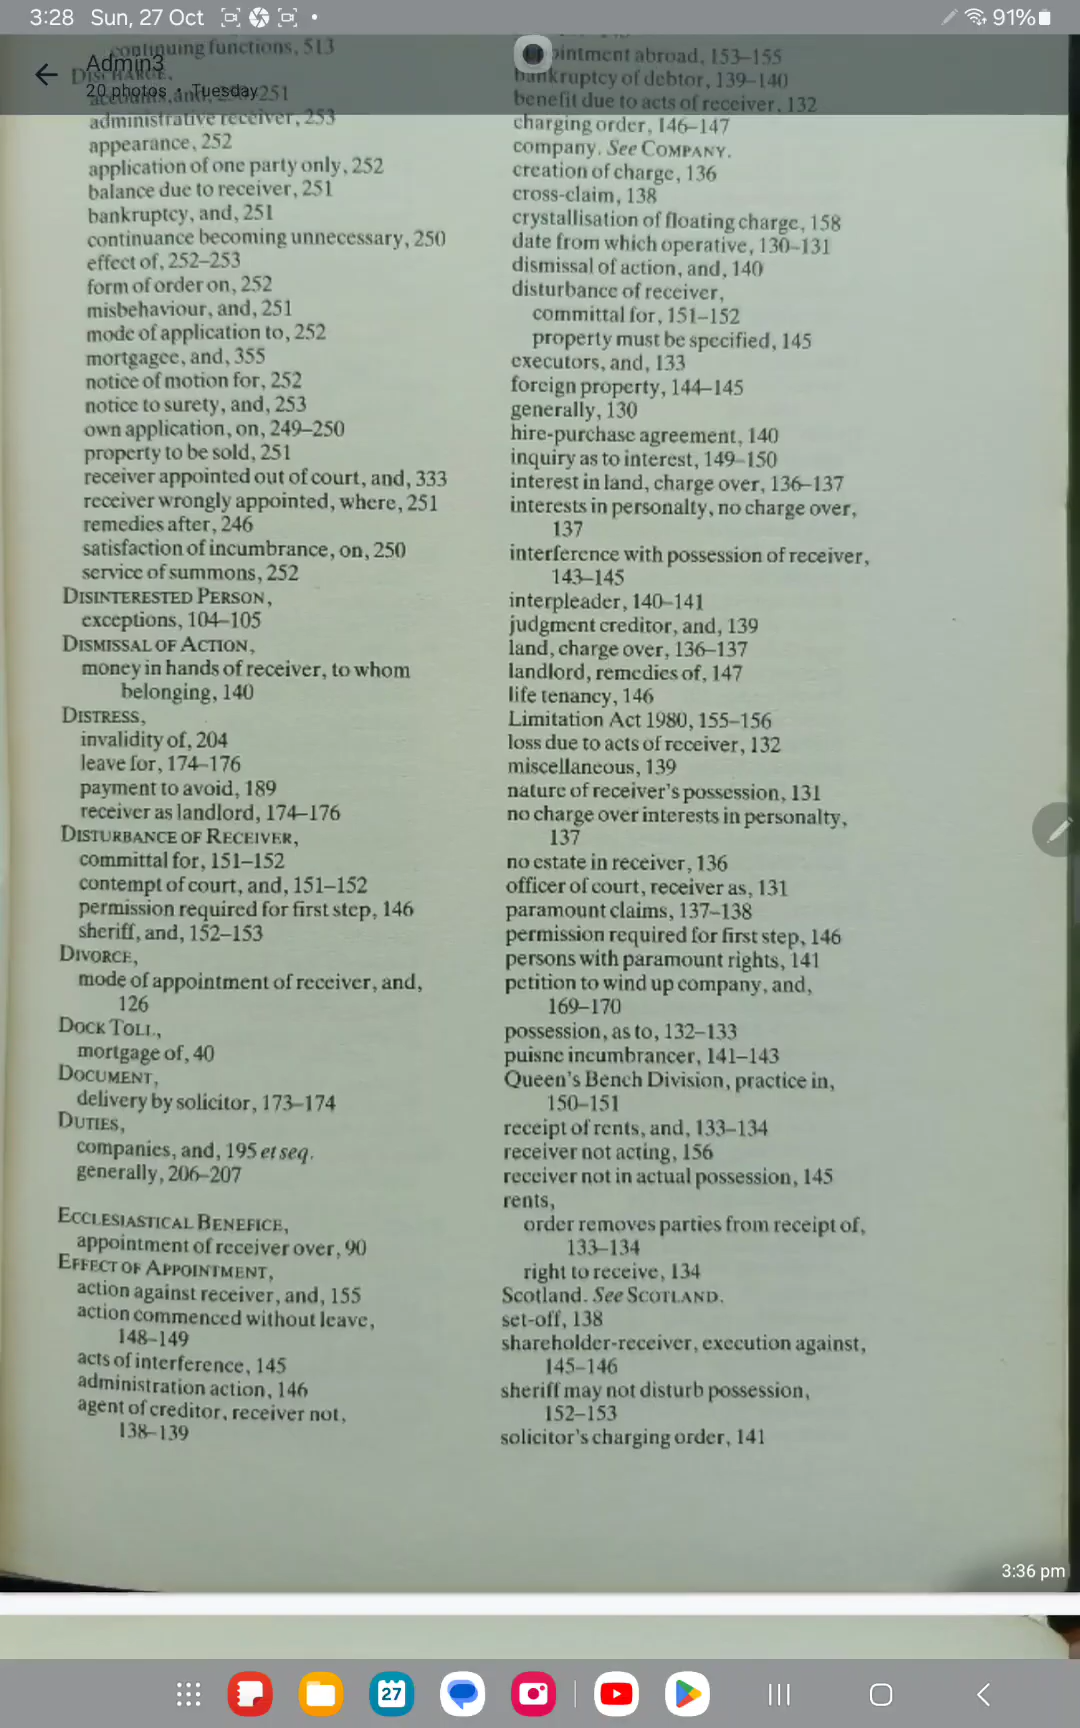 3:28 Sun, 27 Oct
91%
Admin3
20 photos • Tuesday
continuing functions, 513
DISCHARGE,
251
administrative receiver, 253
appearance, 252
application of one party only, 252
balance due to receiver, 251
bankruptcy, and, 251
continuance becoming unnecessary, 250
effect of, 252–253
form of order on, 252
misbehaviour, and, 251
mode of application to, 252
mortgagee, and, 355
notice of motion for, 252
notice to surety, and, 253
own application, on, 249–250
property to be sold, 251
receiver appointed out of court, and, 333
receiver wrongly appointed, where, 251
remedies after, 246
satisfaction of incumbrance, on, 250
service of summons, 252
DISINTERESTED PERSON,
exceptions, 104–105
DISMISSAL OF ACTION,
money in hands of receiver, to whom
belonging, 140
DISTRESS,
invalidity of, 204
leave for, 174–176
payment to avoid, 189
receiver as landlord, 174–176
DISTURBANCE OF RECEIVER,
committal for, 151–152
contempt of court, and, 151–152
permission required for first step, 146
sheriff, and, 152–153
DIVORCE,
mode of appointment of receiver, and,
126
DOCK TOLL,
mortgage of, 40
DOCUMENT,
delivery by solicitor, 173–174
DUTIES,
companies, and, 195 et seq.
generally, 206–207
ECCLESIASTICAL BENEFICE,
appointment of receiver over, 90
EFFECT OF APPOINTMENT,
action against receiver, and, 155
action commenced without leave,
148–149
acts of interference, 145
administration action, 146
agent of creditor, receiver not,
138–139
abroad, 153–155
bankruptcy of debtor, 139–140
benefit due to acts of receiver, 132
charging order, 146–147
company. See COMPANY.
creation of charge, 136
cross-claim, 138
crystallisation of floating charge, 158
date from which operative, 130–131
dismissal of action, and, 140
disturbance of receiver,
committal for, 151–152
property must be specified, 145
executors, and, 133
foreign property, 144–145
generally, 130
hire-purchase agreement, 140
inquiry as to interest, 149–150
interest in land, charge over, 136–137
interests in personalty, no charge over,
137
interference with possession of receiver,
143–145
interpleader, 140–141
judgment creditor, and, 139
land, charge over, 136–137
landlord, remedies of, 147
life tenancy, 146
Limitation Act 1980, 155–156
loss due to acts of receiver, 132
miscellaneous, 139
nature of receiver's possession, 131
no charge over interests in personalty,
137
no estate in receiver, 136
officer of court, receiver as, 131
paramount claims, 137–138
permission required for first step, 146
persons with paramount rights, 141
petition to wind up company, and,
169–170
possession, as to, 132–133
puisne incumbrancer, 141–143
Queen's Bench Division, practice in,
150–151
receipt of rents, and, 133–134
receiver not acting, 156
receiver not in actual possession, 145
rents,
order removes parties from receipt of,
133–134
right to receive, 134
Scotland. See SCOTLAND.
set-off, 138
shareholder-receiver, execution against,
145–146
sheriff may not disturb possession,
152–153
solicitor's charging order, 141
3:36 pm
27